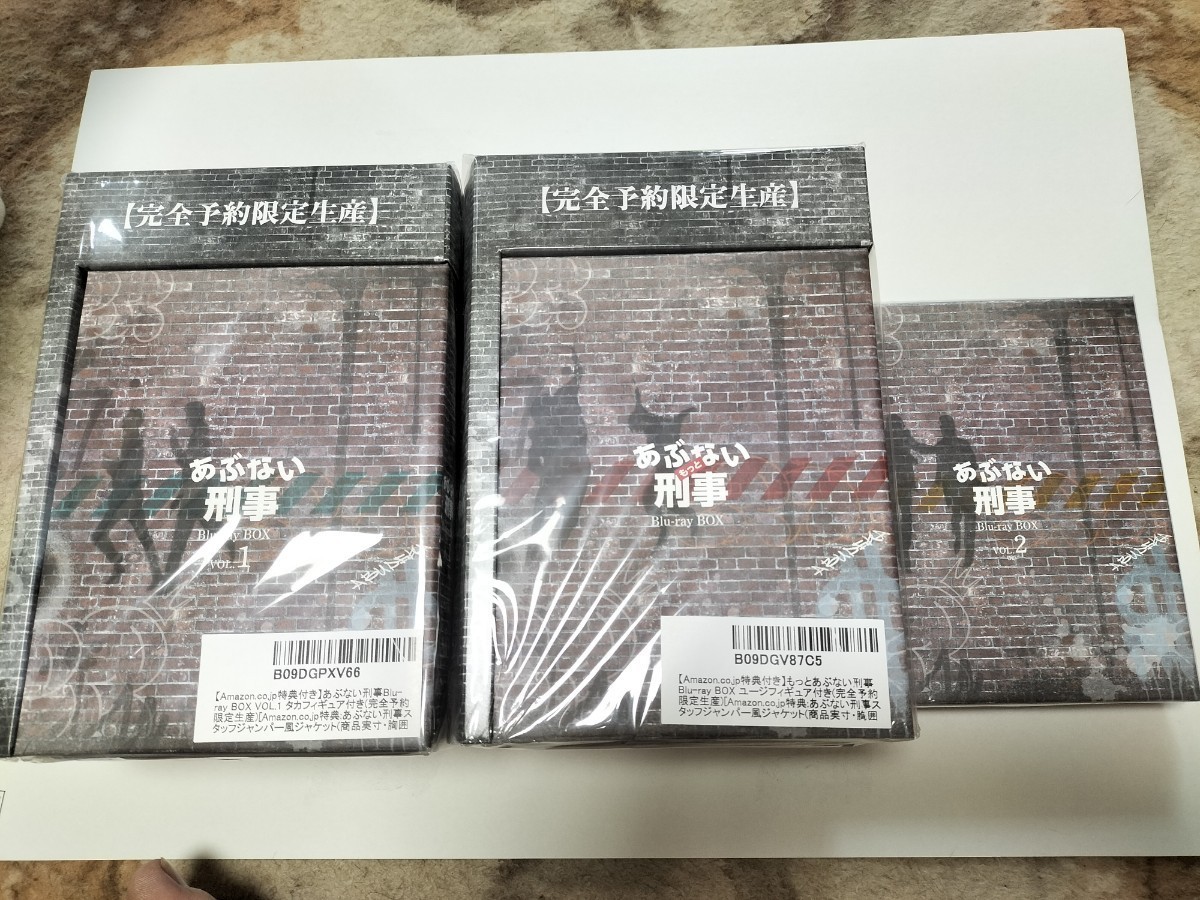 【完全予約限定生産】
あぶない
刑事
Blu-ray BOX
VOL.1
B09DGPXV66
【Amazon.co.jp特典付き】あぶない刑事Blu-
ray BOX VOL.1 タカフィギュア付き(完全予約
限定生産)[Amazon.co.jp特典:あぶない刑事ス
タッフジャンパー風ジャケット(商品実寸・胸囲
【完全予約限定生産】
あぶない
もっと
刑事
Blu-ray BOX
B09DGV87C5
【Amazon.co.jp特典付き】もっとあぶない刑事
Blu-ray BOX ユージフィギュア付き(完全予約
限定生産)[Amazon.co.jp特典:あぶない刑事ス
タッフジャンパー風ジャケット(商品実寸・胸囲
あぶない
刑事
Blu-ray BOX
VOL.2